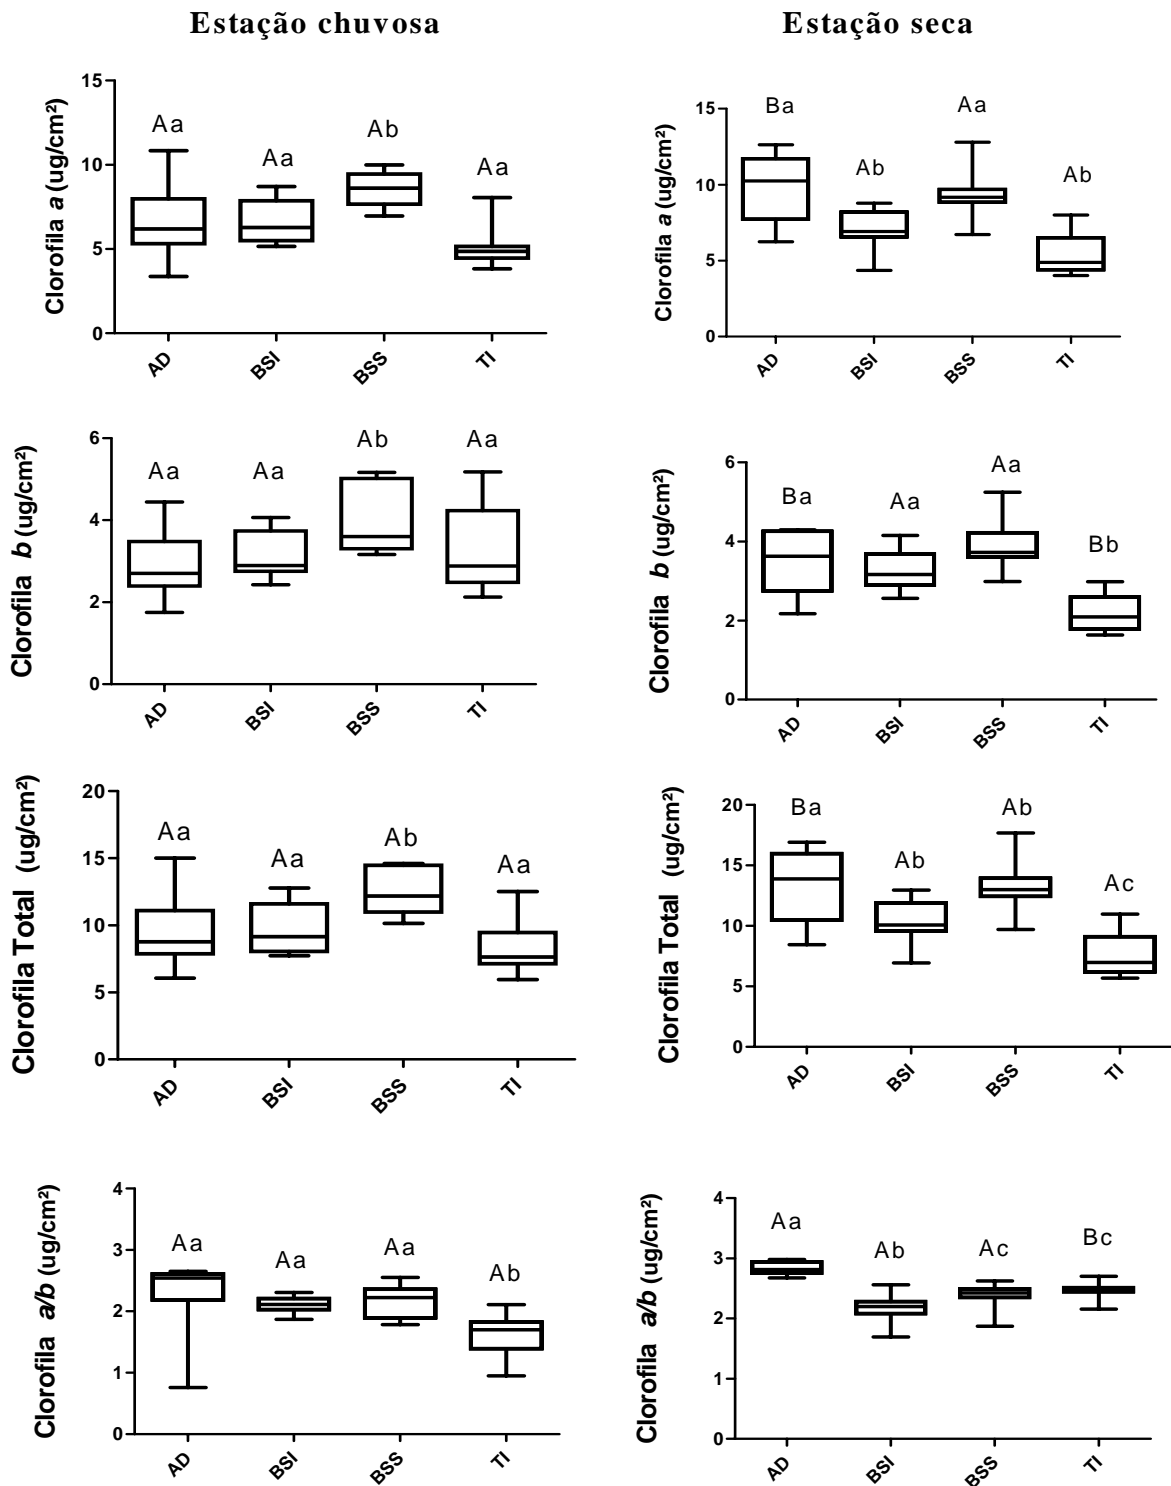 Estação chuvosa
Estação seca
Clorofila a (ug/cm²)
15
10
5
0
Aa
Aa
Ab
Aa
AD
BSI
BSS
TI
Clorofila a (ug/cm²)
15
10
5
0
Ba
Ab
Aa
Ab
AD
BSI
BSS
TI
Clorofila b (ug/cm²)
6
4
2
0
Aa
Aa
Ab
Aa
AD
BSI
BSS
TI
Clorofila b (ug/cm²)
6
4
2
0
Ba
Aa
Aa
Bb
AD
BSI
BSS
TI
Clorofila Total (ug/cm²)
20
15
10
5
0
Aa
Aa
Ab
Aa
AD
BSI
BSS
TI
Clorofila Total (ug/cm²)
20
15
10
5
0
Ba
Ab
Ab
Ac
AD
BSI
BSS
TI
Clorofila a/b (ug/cm²)
4
3
2
1
0
Aa
Aa
Aa
Ab
AD
BSI
BSS
TI
Clorofila a/b (ug/cm²)
4
3
2
1
0
Aa
Ab
Ac
Bc
AD
BSI
BSS
TI